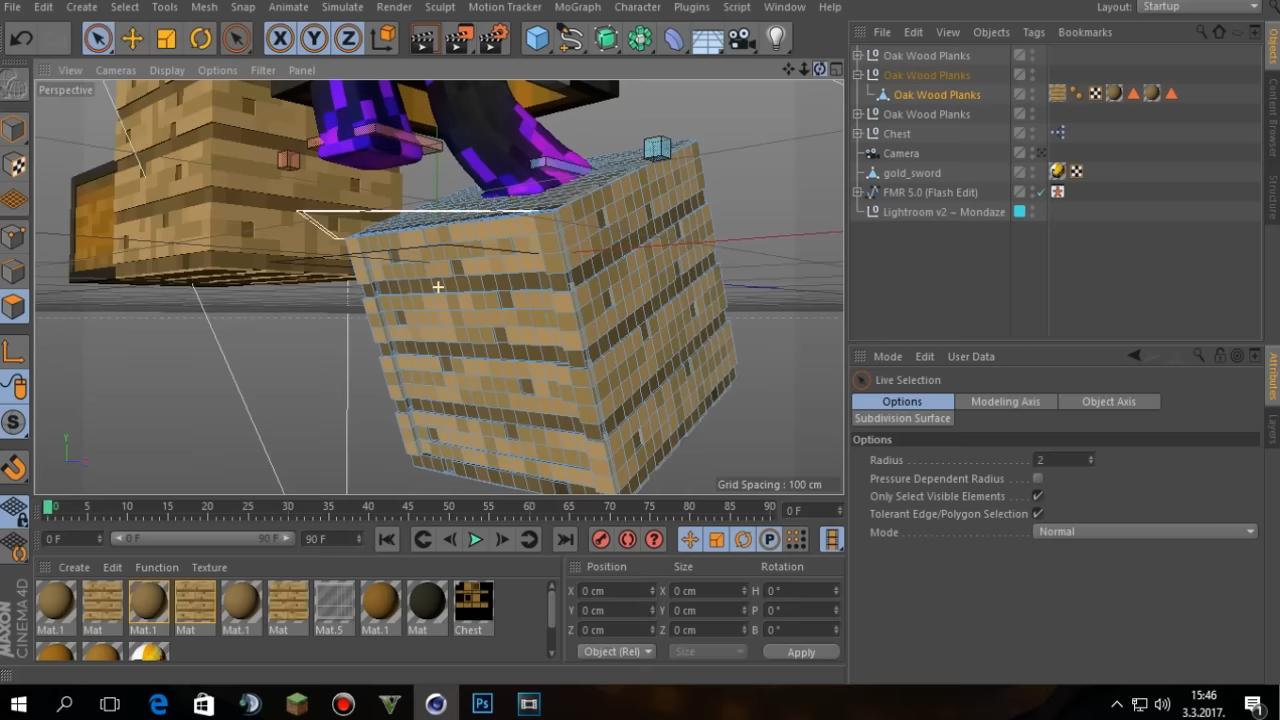 File Edit Create Select Tools Mesh Snap Animate Simulate Render Sculpt Motion Tracker MoGraph Character Plugins Script Window Help Layout: Startup
X Y Z
File Edit View Objects Tags Bookmarks
View Cameras Display Options Filter Panel
Perspective
Oak Wood Planks
Oak Wood Planks
Oak Wood Planks
Oak Wood Planks
Chest
Camera
gold_sword
FMR 5.0 (Flash Edit)
Lightroom v2 ~ Mondaze
Objects
Content Browser
Mode Edit User Data
Live Selection
Options Modeling Axis Object Axis
Subdivision Surface
Options
Radius 2
Pressure Dependent Radius
Only Select Visible Elements
Tolerant Edge/Polygon Selection
Mode Normal
Attributes
Layers
Y
Grid Spacing : 100 cm
0 5 10 15 20 25 30 35 40 45 50 55 60 65 70 75 80 85 90 0 F
0 F 0 F 90 F 90 F
Create Edit Function Texture
Mat.1 Mat Mat.1 Mat Mat.1 Mat Mat.5 Mat.1 Mat Chest
Position Size Rotation
X 0 cm X 0 cm H 0 °
Y 0 cm Y 0 cm P 0 °
Z 0 cm Z 0 cm B 0 °
Object (Rel) Size Apply
MAXON CINEMA 4D
15:46
3.3.2017.